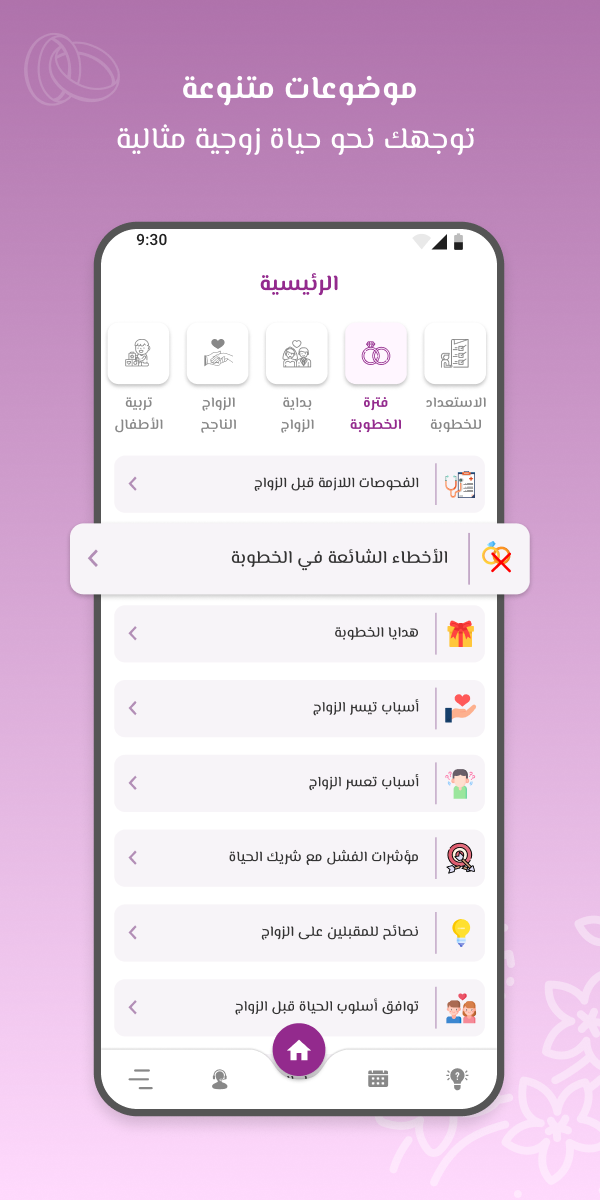 موضوعات متنوعة
توجهك نحو حياة زوجية مثالية
9:30
الرئيسية
الاستعداد للخطوبة
فترة الخطوبة
بداية الزواج
الزواج الناجح
تربية الأطفال
الفحوصات اللازمة قبل الزواج
الأخطاء الشائعة في الخطوبة
هدايا الخطوبة
أسباب تيسر الزواج
أسباب تعسر الزواج
مؤشرات الفشل مع شريك الحياة
نصائح للمقبلين على الزواج
توافق أسلوب الحياة قبل الزواج